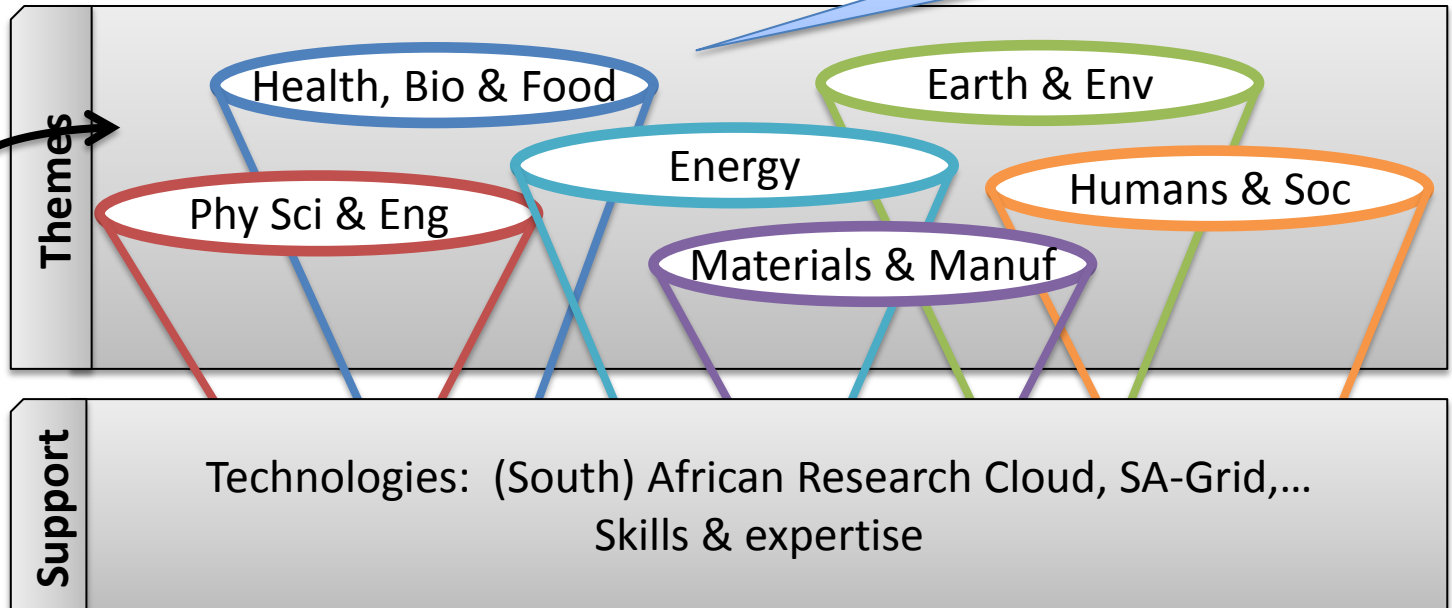 Themes
Health, Bio & Food
Earth & Env
Energy
Humans & Soc
Phy Sci & Eng
Materials & Manuf
Support
Technologies:  (South) African Research Cloud, SA-Grid,...
Skills & expertise